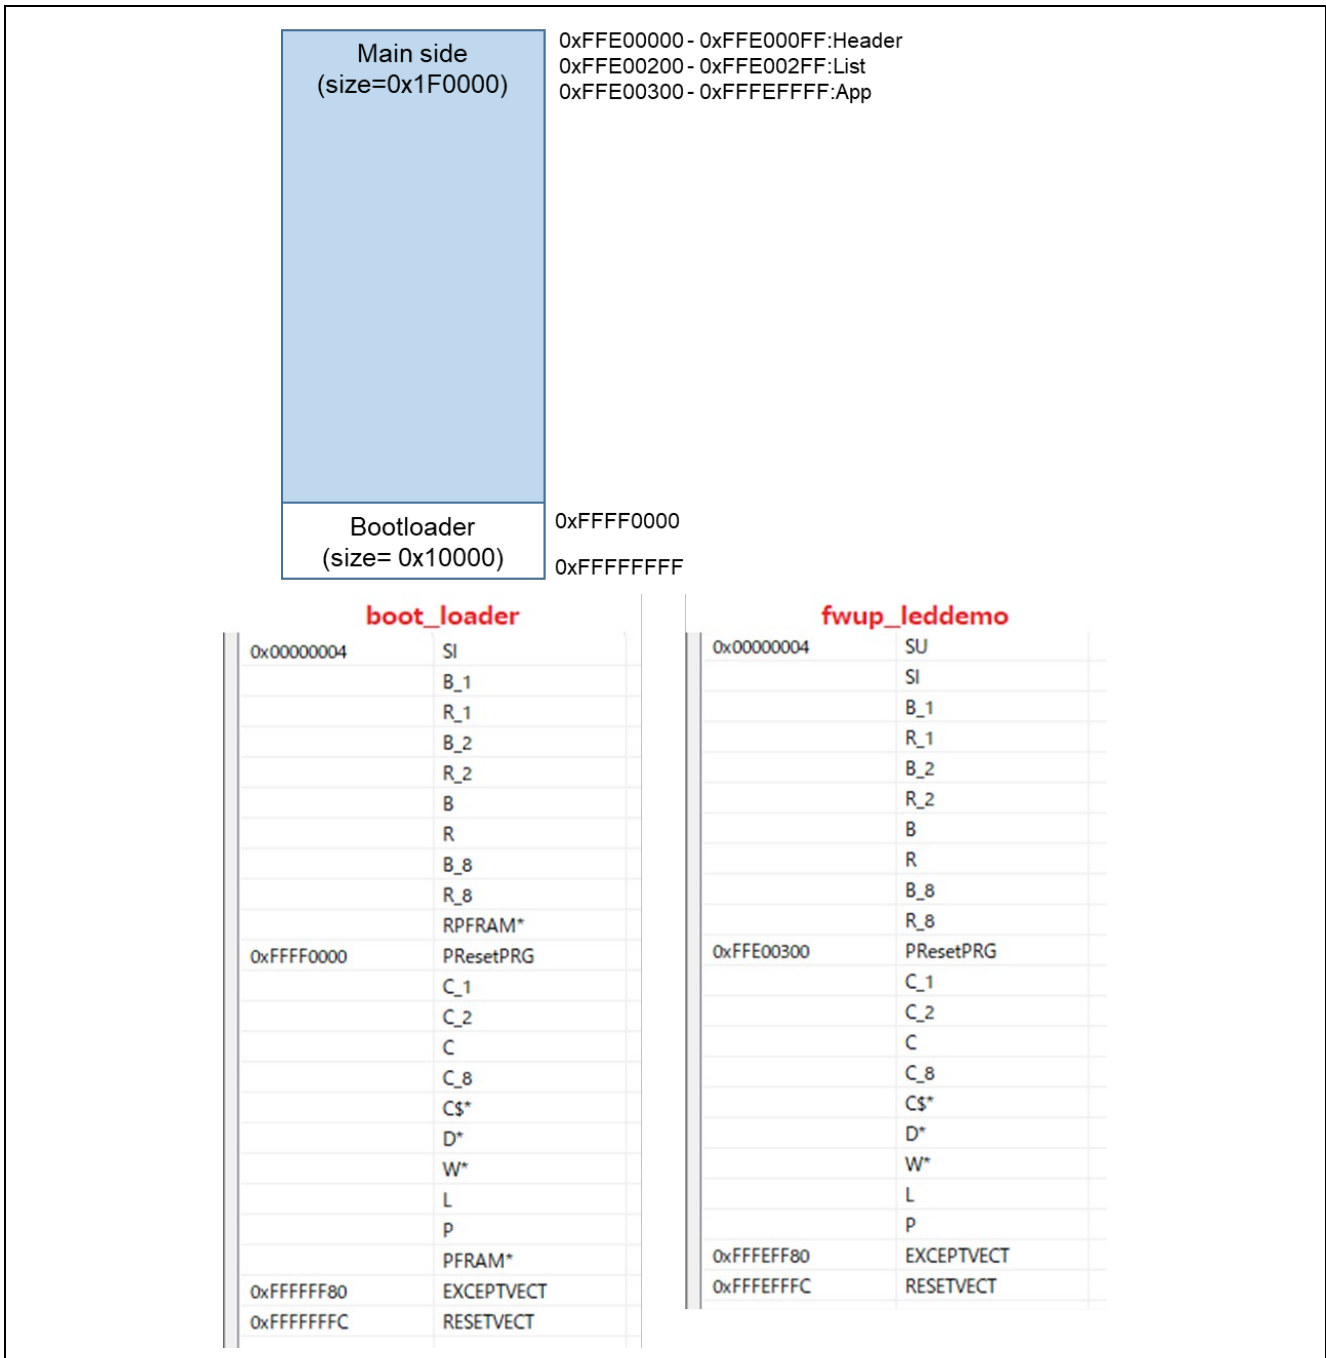 Main side
(size=0x1F0000)
0xFFE00000 - 0xFFE000FF:Header
0xFFE00200 - 0xFFE002FF:List
0xFFE00300 - 0xFFFEFFFF:App
Bootloader
(size= 0x10000)
0xFFFF0000
0xFFFFFFFF
boot_loader
0x00000004 SI
B_1
R_1
B_2
R_2
B
R
B_8
R_8
RPFRAM*
0xFFFF0000 PResetPRG
C_1
C_2
C
C_8
C$*
D*
W*
L
P
PFRAM*
0xFFFFFF80 EXCEPTVECT
0xFFFFFFFC RESETVECT
fwup_leddemo
0x00000004 SU
SI
B_1
R_1
B_2
R_2
B
R
B_8
R_8
0xFFE00300 PResetPRG
C_1
C_2
C
C_8
C$*
D*
W*
L
P
0xFFFEFF80 EXCEPTVECT
0xFFFEFFFC RESETVECT